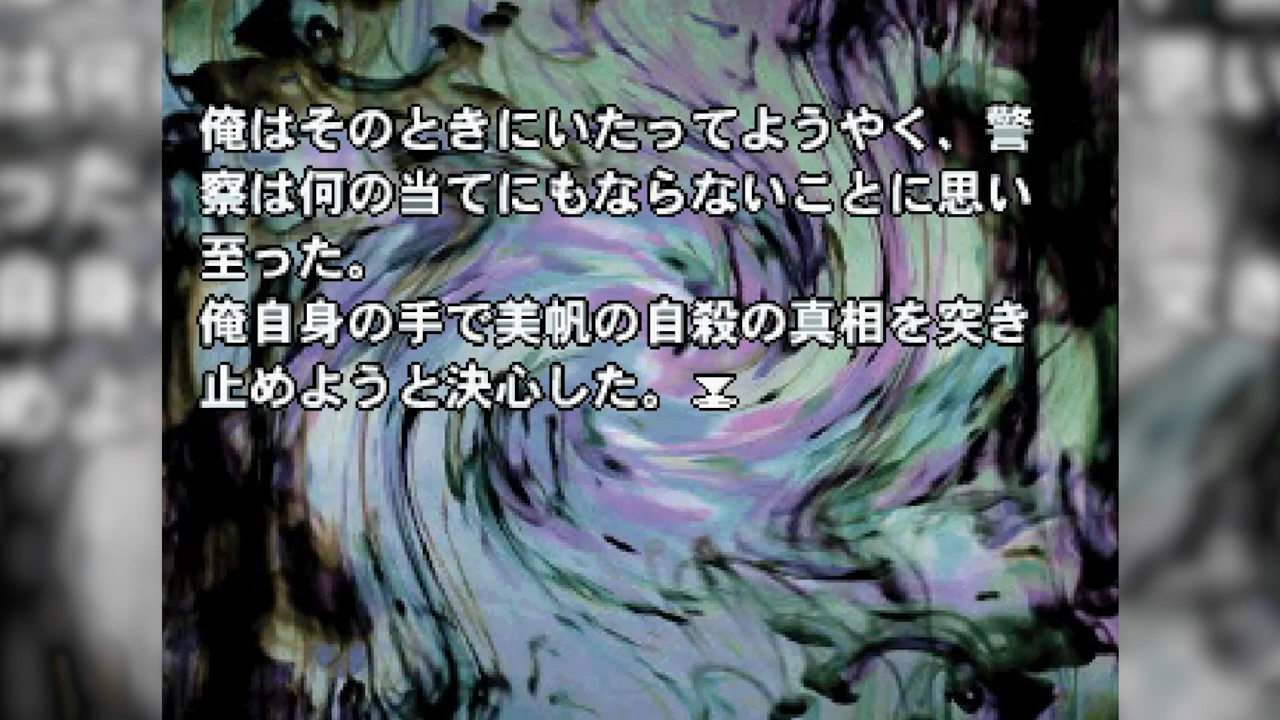 俺はそのときにいたってようやく、警
察は何の当てにもならないことに思い
至った。
俺自身の手で美帆の自殺の真相を突き
止めようと決心した。